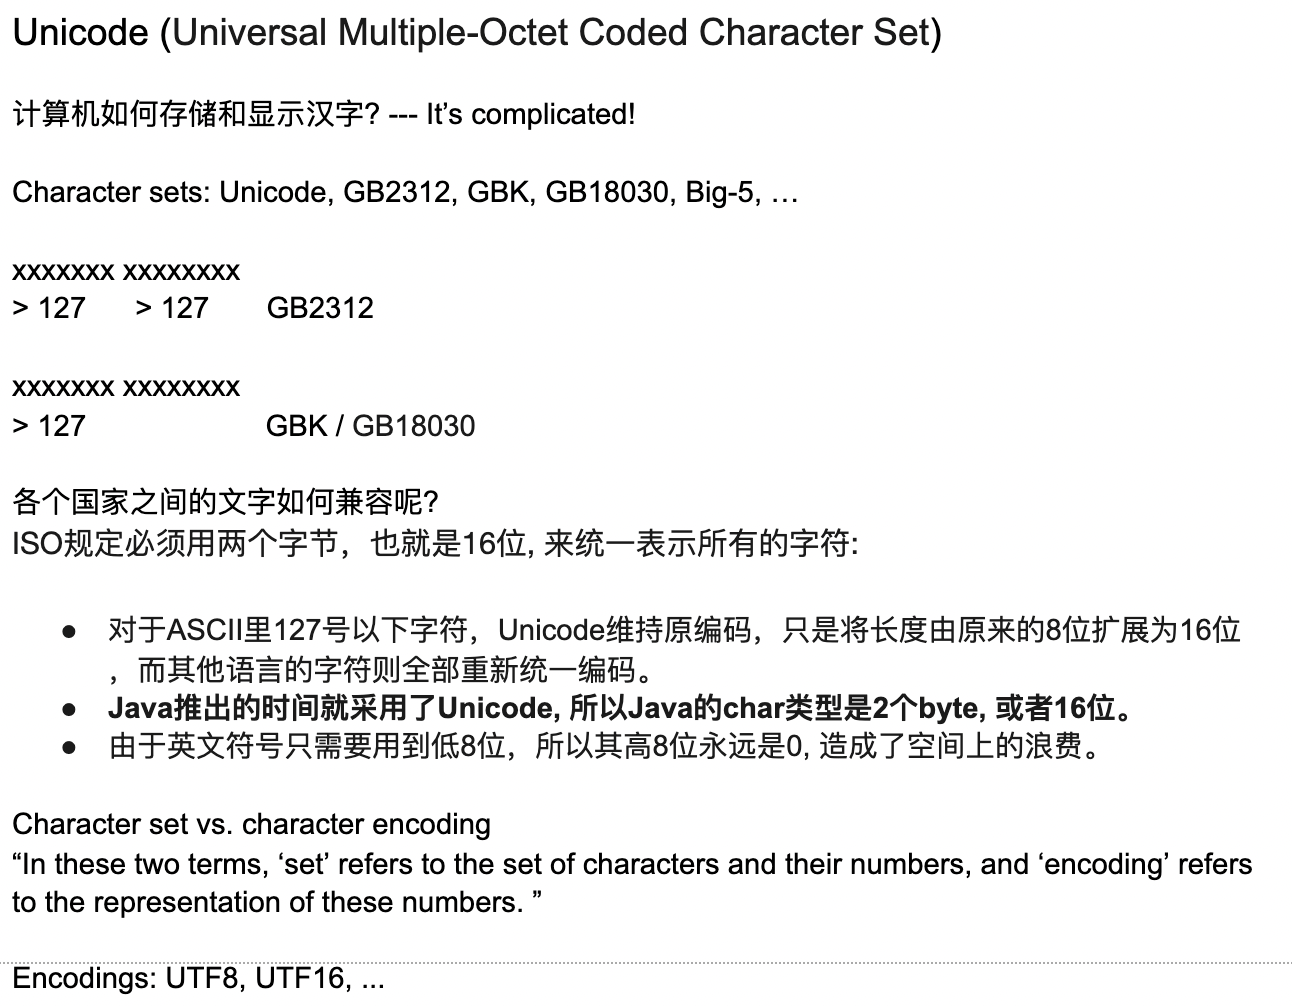 Unicode (Universal Multiple-Octet Coded Character Set)
计算机如何存储和显示汉字? --- It’s complicated!
Character sets: Unicode, GB2312, GBK, GB18030, Big-5, …
xxxxxxx xxxxxxxx
> 127 > 127 GB2312
xxxxxxx xxxxxxxx
> 127 GBK / GB18030
各个国家之间的文字如何兼容呢?
ISO规定必须用两个字节，也就是16位, 来统一表示所有的字符:
● 对于ASCII里127号以下字符，Unicode维持原编码，只是将长度由原来的8位扩展为16位
，而其他语言的字符则全部重新统一编码。
● Java推出的时间就采用了Unicode, 所以Java的char类型是2个byte, 或者16位。
● 由于英文符号只需要用到低8位，所以其高8位永远是0, 造成了空间上的浪费。
Character set vs. character encoding
“In these two terms, ‘set’ refers to the set of characters and their numbers, and ‘encoding’ refers
to the representation of these numbers. ”
Encodings: UTF8, UTF16, ...